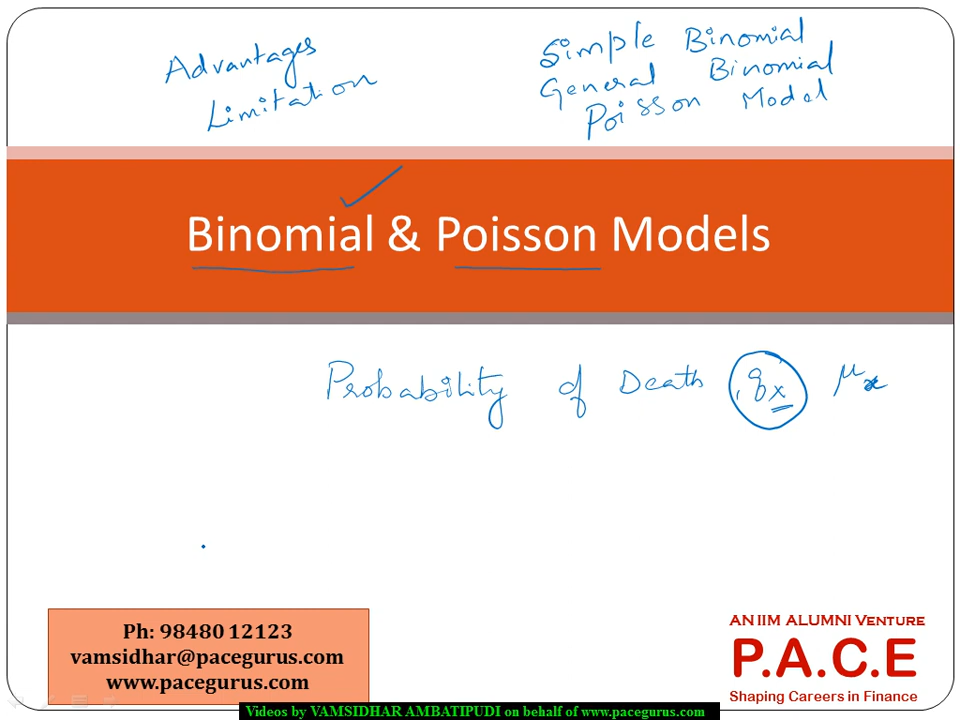 Advantages
Limitation
Simple Binomial
General Binomial
Poisson Model
Binomial & Poisson Models
Probability of Death qx μx
Ph: 98480 12123
vamsidhar@pacegurus.com
www.pacegurus.com
AN IIM ALUMNI VENTURE
P.A.C.E
Shaping Careers in Finance
Videos by VAMSIDHAR AMBATIPUDI on behalf of www.pacegurus.com